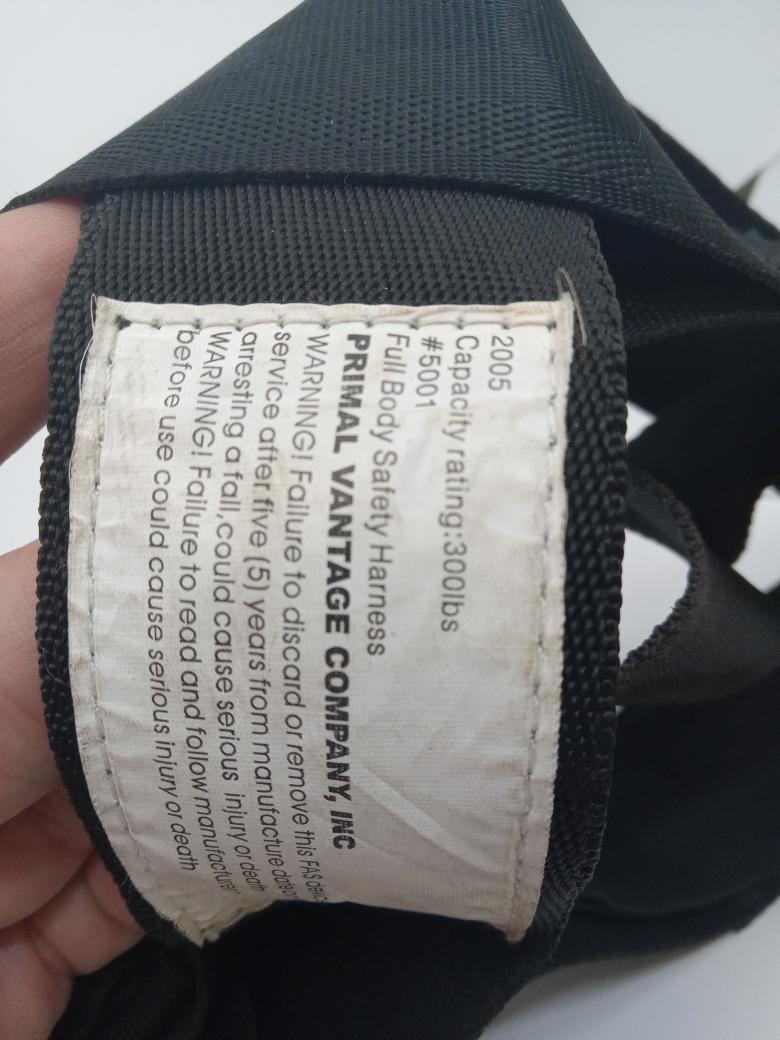 2005
Capacity rating:300lbs
#5001
Full Body Safety Harness
PRIMAL VANTAGE COMPANY, INC
WARNING! Failure to discard or remove this FAS
service after five (5) years from manufacture date
arresting a fall,could cause serious injury or death
WARNING! Failure to read and follow
before use could cause serious injury or death